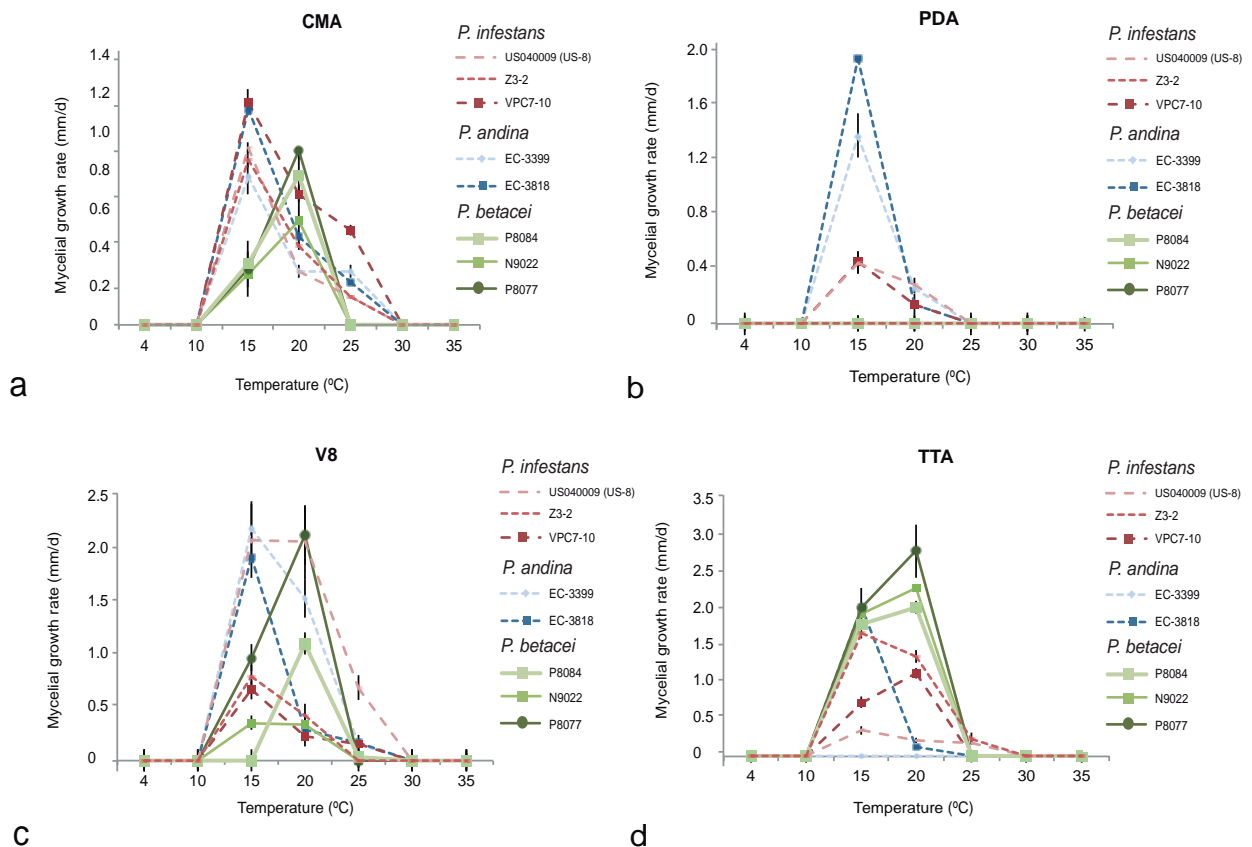 CMA
Mycelial growth rate (mm/d)
1.4
1.2
1.0
0.8
0.6
0.4
0.2
0
4 10 15 20 25 30 35
Temperature (ºC)
P. infestans
US040009 (US-8)
Z3-2
VPC7-10
P. andina
EC-3399
EC-3818
P. betacei
P8084
N9022
P8077
a
PDA
Mycelial growth rate (mm/d)
2.0
1.6
1.2
0.8
0.4
0
4 10 15 20 25 30 35
Temperature (ºC)
P. infestans
US040009 (US-8)
Z3-2
VPC7-10
P. andina
EC-3399
EC-3818
P. betacei
P8084
N9022
P8077
b
V8
Mycelial growth rate (mm/d)
2.5
2.0
1.5
1.0
0.5
0
4 10 15 20 25 30 35
Temperature (ºC)
P. infestans
US040009 (US-8)
Z3-2
VPC7-10
P. andina
EC-3399
EC-3818
P. betacei
P8084
N9022
P8077
c
TTA
Mycelial growth rate (mm/d)
3.5
3.0
2.5
2.0
1.5
1.0
0.5
0
4 10 15 20 25 30 35
Temperature (ºC)
P. infestans
US040009 (US-8)
Z3-2
VPC7-10
P. andina
EC-3399
EC-3818
P. betacei
P8084
N9022
P8077
d